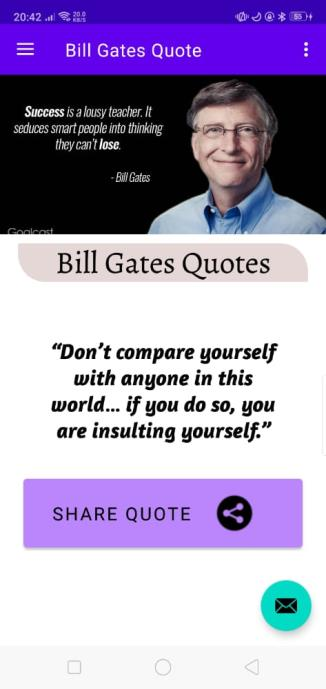 20:42 20.0 KB/S 55
Bill Gates Quote
Success is a lousy teacher. It
seduces smart people into thinking
they can't lose.
- Bill Gates
Goalcast
Bill Gates Quotes
“Don’t compare yourself
with anyone in this
world... if you do so, you
are insulting yourself.”
SHARE QUOTE